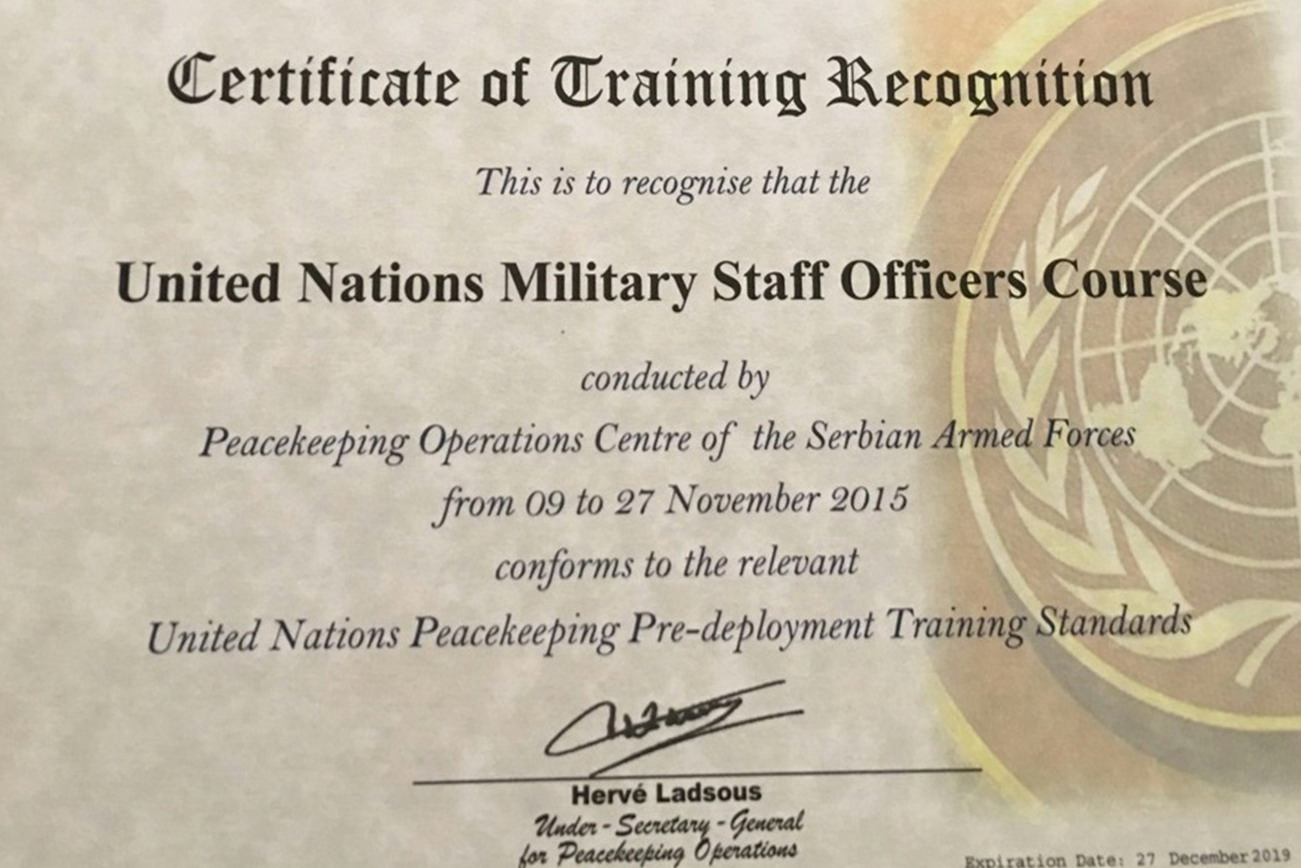 Certificate of Training Recognition
This is to recognise that the
United Nations Military Staff Officers Course
conducted by
Peacekeeping Operations Centre of the Serbian Armed Forces
from 09 to 27 November 2015
conforms to the relevant
United Nations Peacekeeping Pre-deployment Training Standards
Hervé Ladsous
Under-Secretary-General
for Peacekeeping Operations
Expiration Date: 27 December 2019